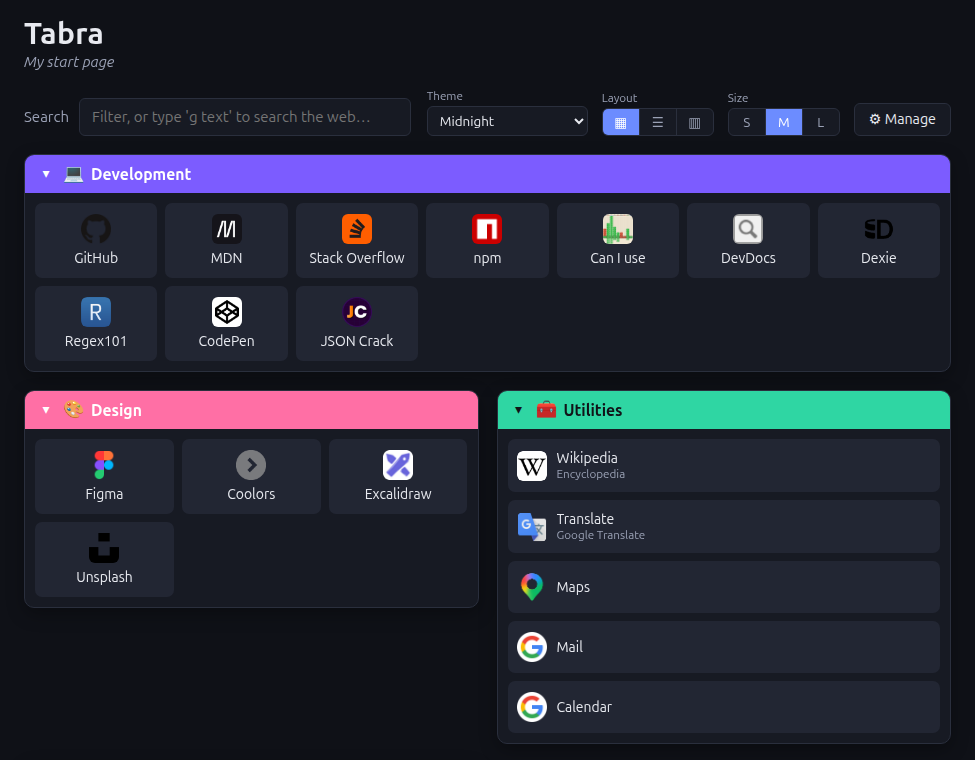 Tabra
My start page
Search
Filter, or type 'g text' to search the web…
Theme
Midnight
Layout
Size
S M L
⚙ Manage
▼ 💻 Development
GitHub MDN Stack Overflow npm Can I use DevDocs Dexie
Regex101 CodePen JSON Crack
▼ 🎨 Design
Figma Coolors Excalidraw
Unsplash
▼ 🧰 Utilities
Wikipedia
Encyclopedia
Translate
Google Translate
Maps
Mail
Calendar